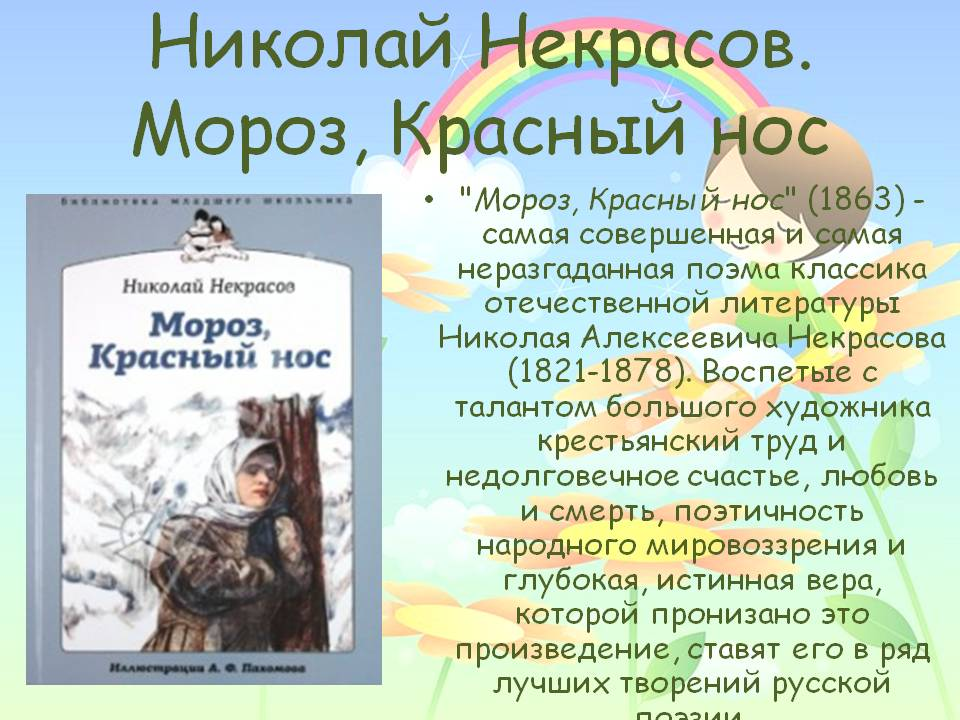 Николай Некрасов.
Мороз, Красный нос
библиотека младшего школьника
Николай Некрасов
Мороз,
Красный нос
Иллюстрации А. Ф. Пахомова
• "Мороз, Красный нос" (1863) -
самая совершенная и самая
неразгаданная поэма классика
отечественной литературы
Николая Алексеевича Некрасова
(1821-1878). Воспетые с
талантом большого художника
крестьянский труд и
недолговечное счастье, любовь
и смерть, поэтичность
народного мировоззрения и
глубокая, истинная вера,
которой пронизано это
произведение, ставят его в ряд
лучших творений русской
поэзии